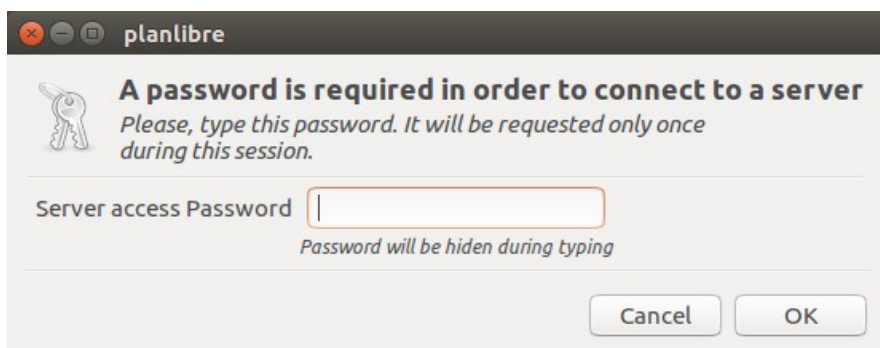 planlibre
A password is required in order to connect to a server
Please, type this password. It will be requested only once
during this session.
Server access Password
Password will be hiden during typing
Cancel OK